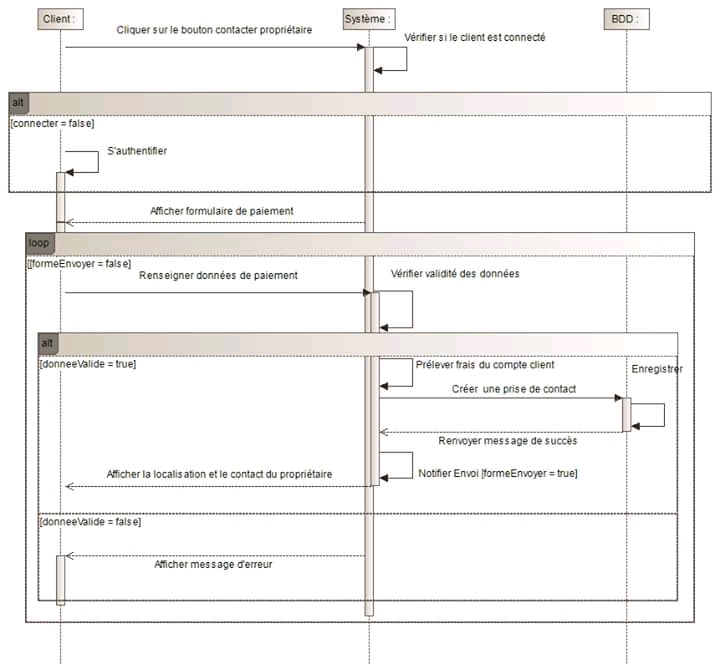 Client :
Système :
BDD :
Cliquer sur le bouton contacter propriétaire
Vérifier si le client est connecté
alt
[connecter = false]
S'authentifier
Afficher formulaire de paiement
loop
[[formeEnvoyer = false]
Renseigner données de paiement
Vérifier validité des données
alt
[donneeValide = true]
Prélever frais du compte client
Enregistrer
Créer une prise de contact
Renvoyer message de succès
Afficher la localisation et le contact du propriétaire
Notifier Envoi [formeEnvoyer = true]
[donneeValide = false]
Afficher message d'erreur